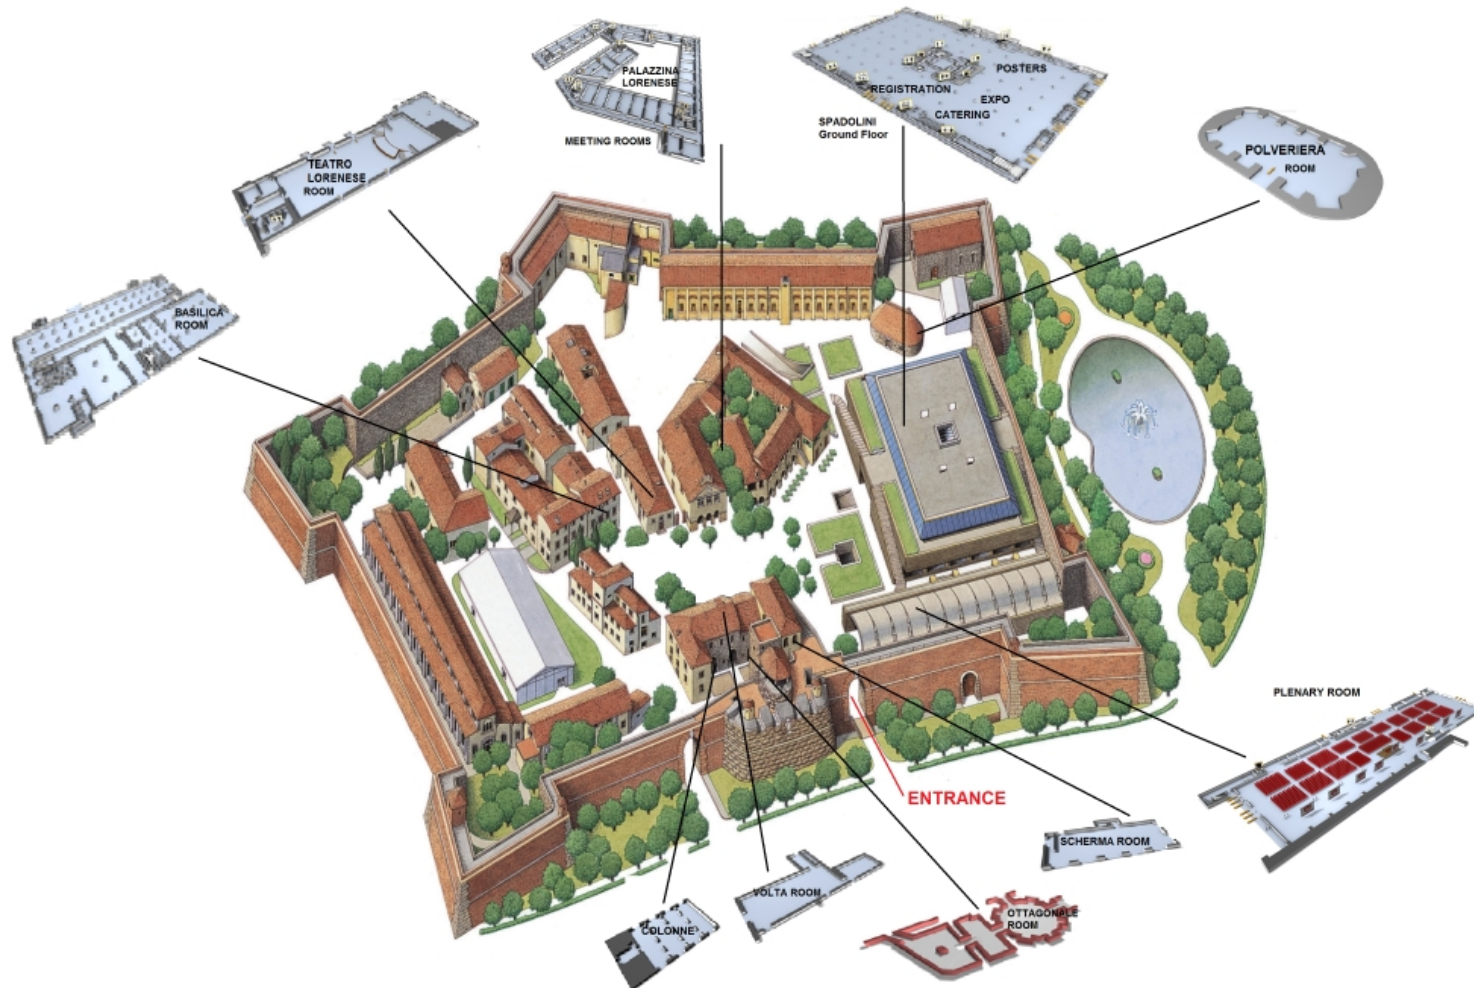 PALAZZINA
LORENESE
MEETING ROOMS
POSTERS
REGISTRATION
EXPO
CATERING
SPADOLINI
Ground Floor
POLVERIERA
ROOM
TEATRO
LORENESE
ROOM
BASILICA
ROOM
PLENARY ROOM
ENTRANCE
SCHERMA ROOM
VOLTA ROOM
OTTAGONALE
ROOM
COLONNE